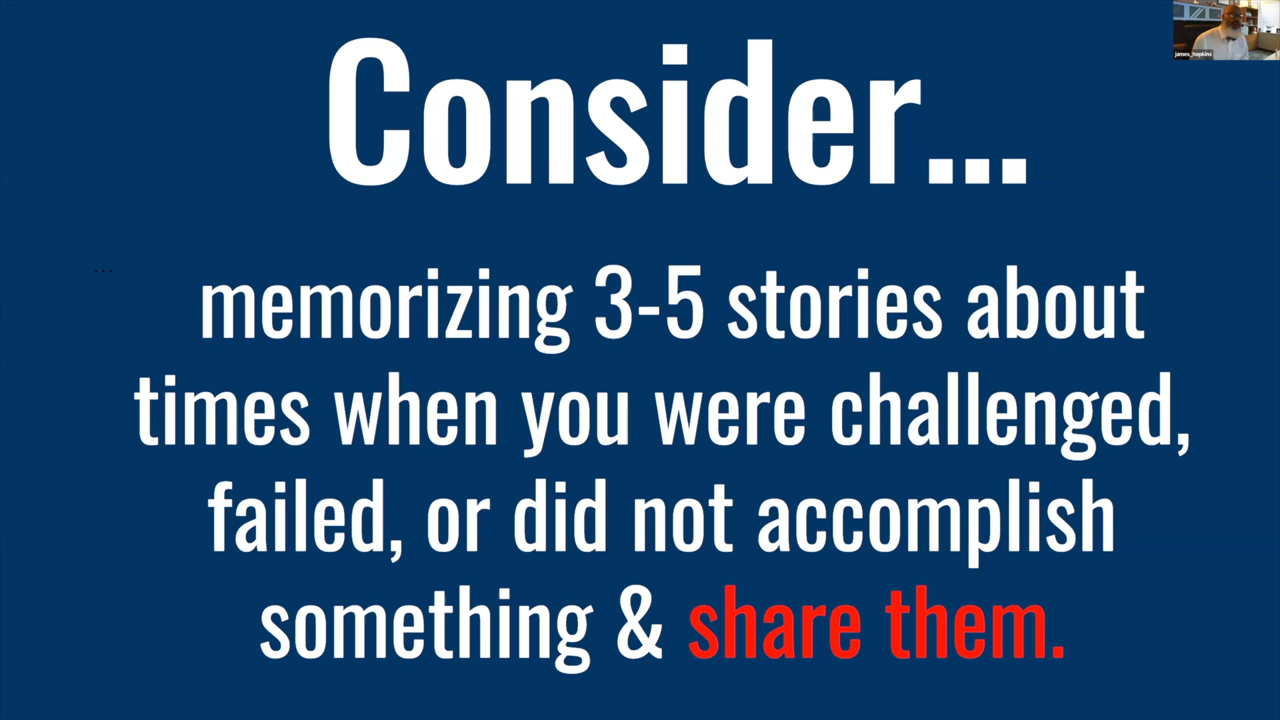 Consider...
james_hopkins
...
memorizing 3-5 stories about
times when you were challenged,
failed, or did not accomplish
something & share them.